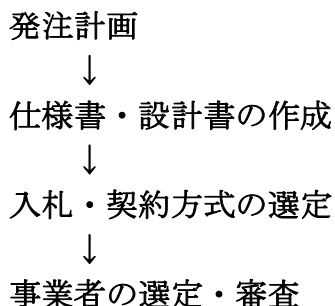 発注計画
↓
仕様書・設計書の作成
↓
入札・契約方式の選定
↓
事業者の選定・審査